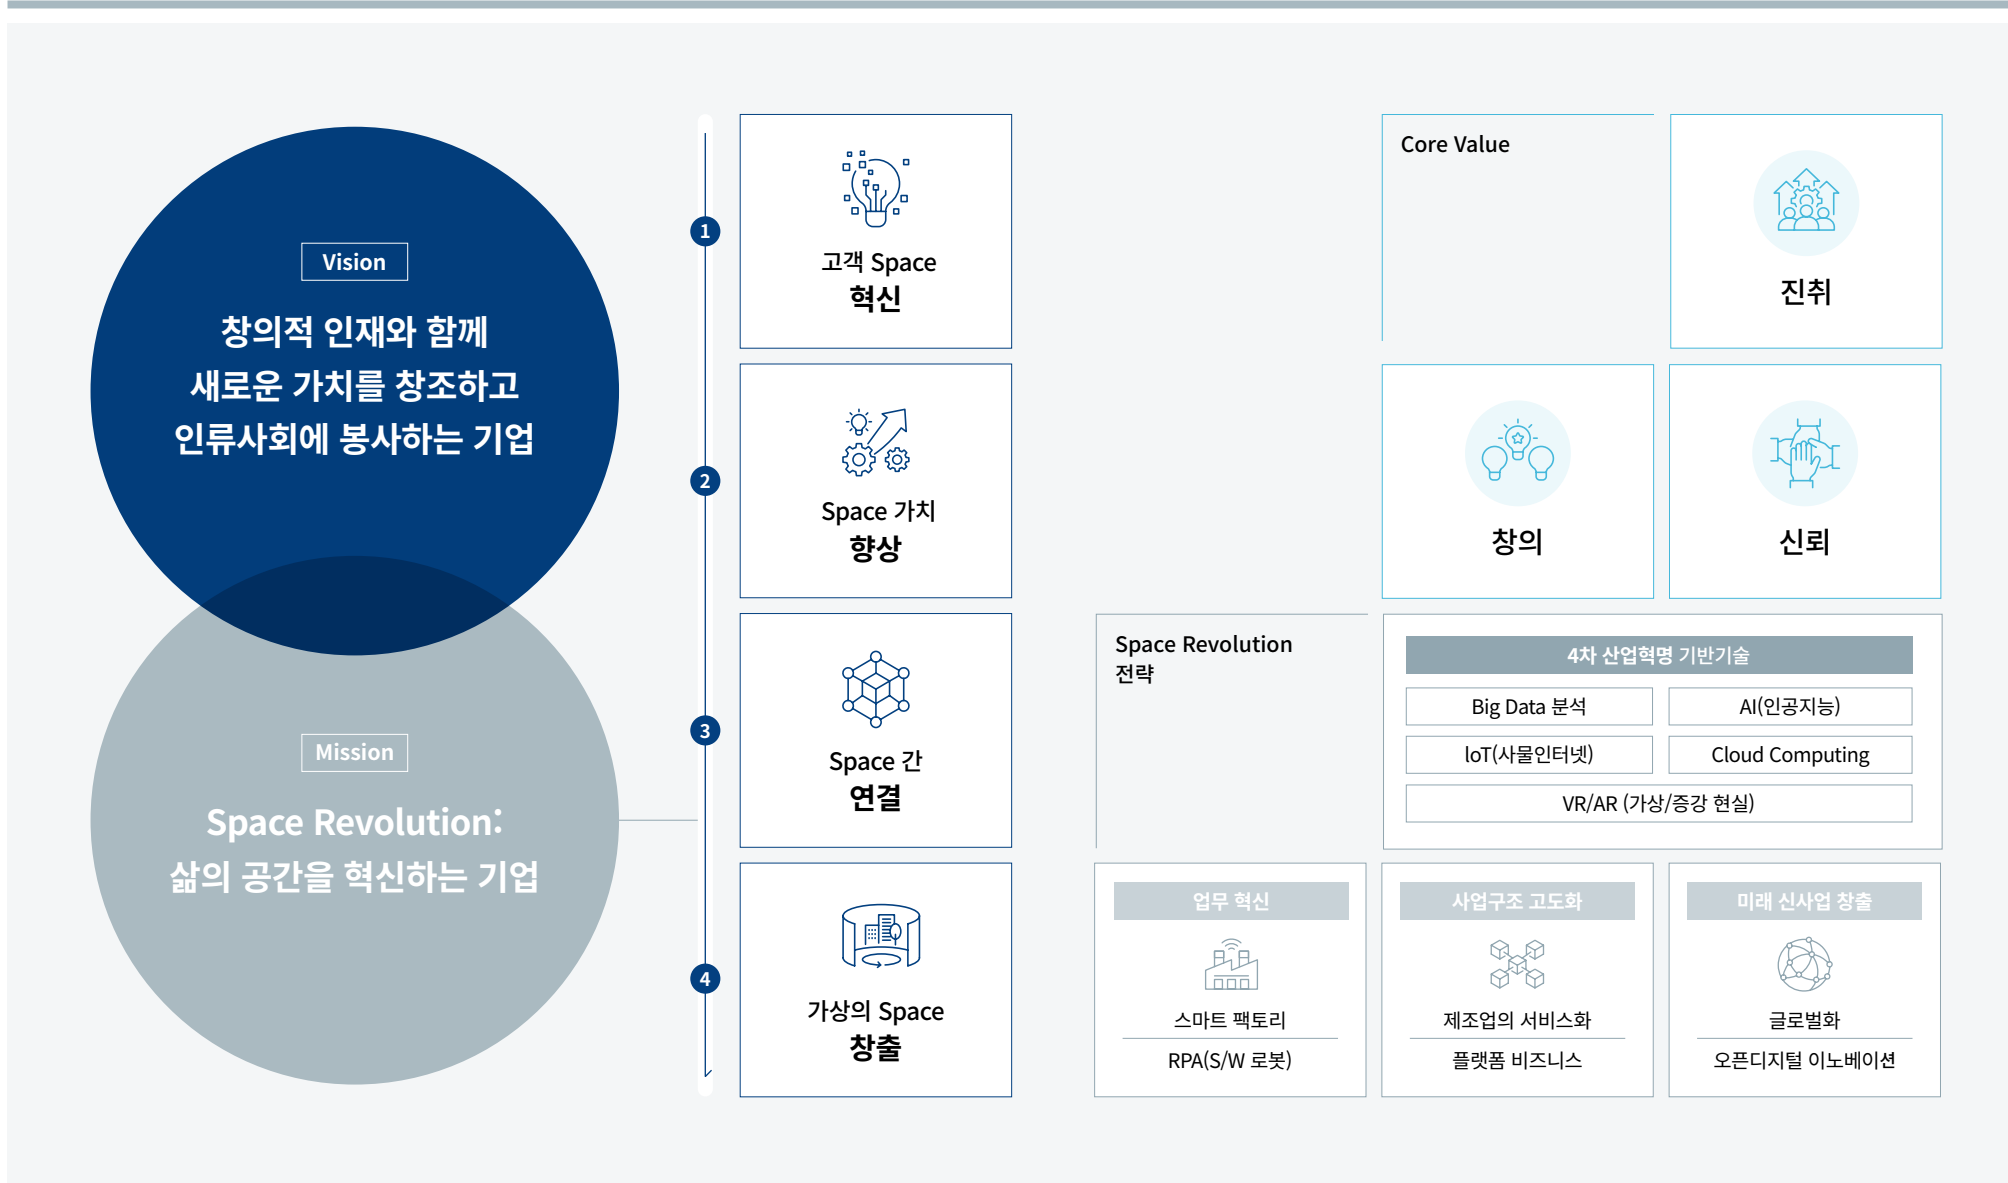 Vision
창의적 인재와 함께
새로운 가치를 창조하고
인류사회에 봉사하는 기업
Mission
Space Revolution:
삶의 공간을 혁신하는 기업
1
고객 Space
혁신
2
Space 가치
향상
3
Space 간
연결
4
가상의 Space
창출
Core Value
진취
창의
신뢰
Space Revolution
전략
4차 산업혁명 기반기술
Big Data 분석
AI(인공지능)
loT(사물인터넷)
Cloud Computing
VR/AR (가상/증강 현실)
업무 혁신
스마트 팩토리
RPA(S/W 로봇)
사업구조 고도화
제조업의 서비스화
플랫폼 비즈니스
미래 신사업 창출
글로벌화
오픈디지털 이노베이션